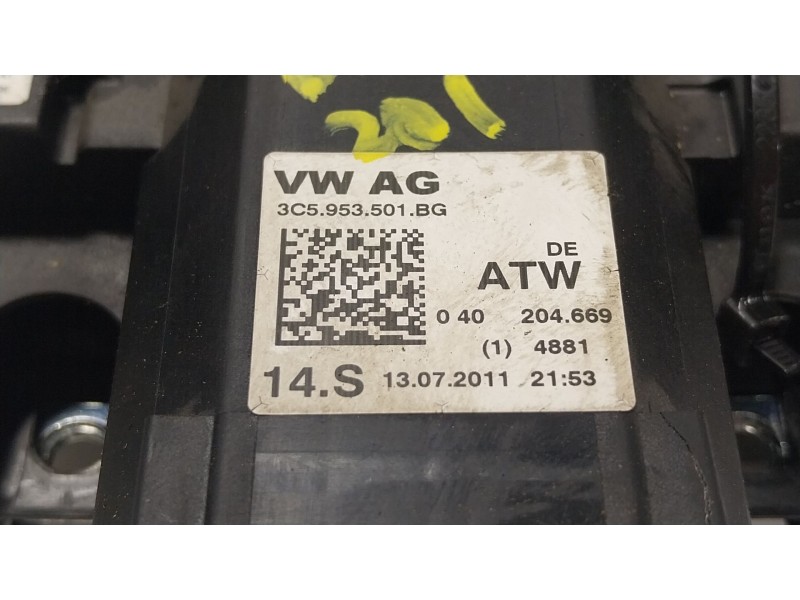 VW AG
3C5.953.501.BG
DE
ATW
0 40 204.669
(1) 4881
14.S 13.07.2011 21:53